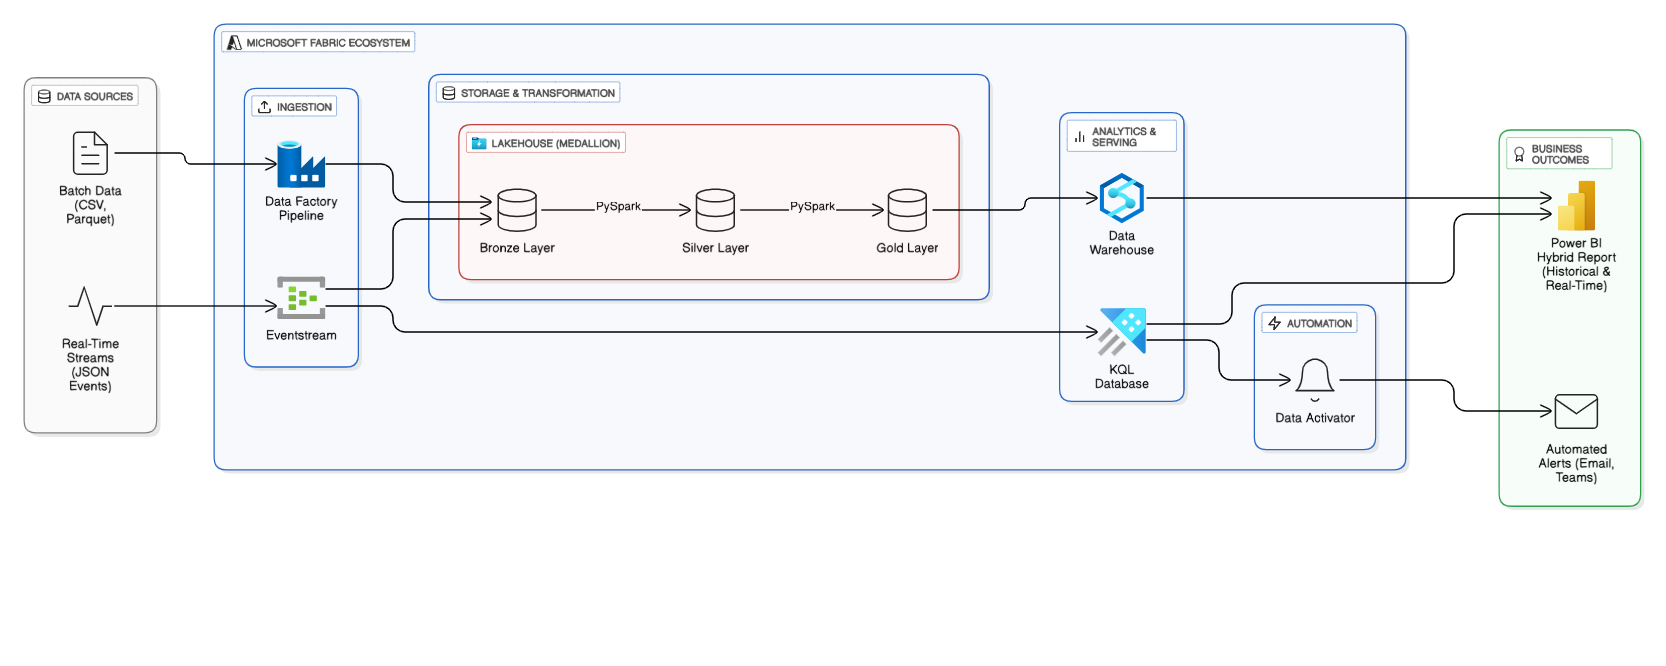 MICROSOFT FABRIC ECOSYSTEM
DATA SOURCES
Batch Data
(CSV,
Parquet)
Real-Time
Streams
(JSON
Events)
INGESTION
Data Factory
Pipeline
Eventstream
STORAGE & TRANSFORMATION
LAKEHOUSE (MEDALLION)
Bronze Layer
PySpark
Silver Layer
PySpark
Gold Layer
ANALYTICS &
SERVING
Data
Warehouse
KQL
Database
AUTOMATION
Data Activator
BUSINESS
OUTCOMES
Power BI
Hybrid Report
(Historical &
Real-Time)
Automated
Alerts (Email,
Teams)